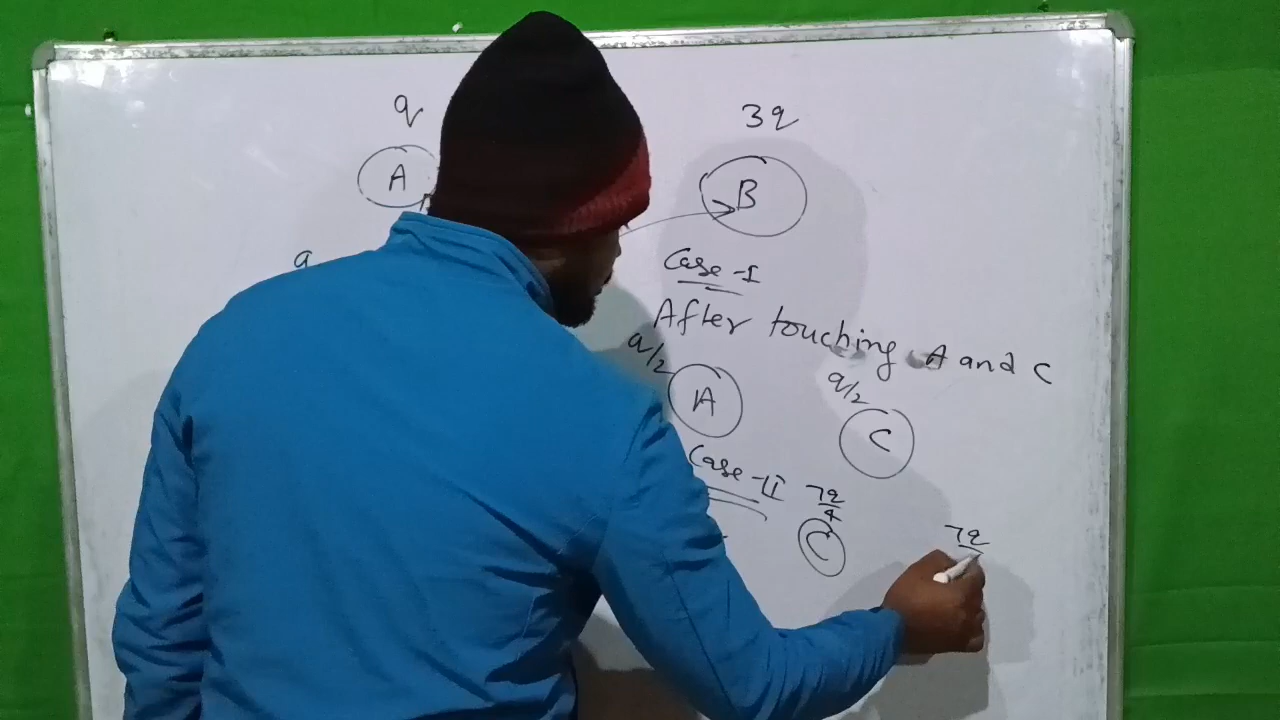 q
3q
A
B
Case-I
After touching A and C
q/2
q/2
A
C
Case-II
7q/4
C
7q